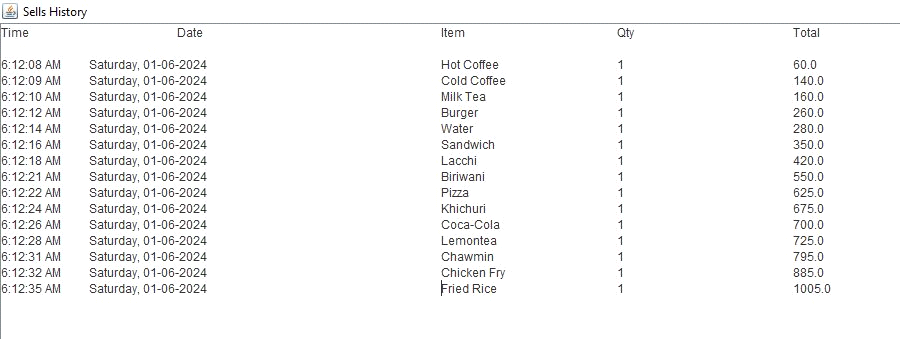 Sells History
Time Date Item Qty Total
6:12:08 AM Saturday, 01-06-2024 Hot Coffee 1 60.0
6:12:09 AM Saturday, 01-06-2024 Cold Coffee 1 140.0
6:12:10 AM Saturday, 01-06-2024 Milk Tea 1 160.0
6:12:12 AM Saturday, 01-06-2024 Burger 1 260.0
6:12:14 AM Saturday, 01-06-2024 Water 1 280.0
6:12:16 AM Saturday, 01-06-2024 Sandwich 1 350.0
6:12:18 AM Saturday, 01-06-2024 Lacchi 1 420.0
6:12:21 AM Saturday, 01-06-2024 Biriwani 1 550.0
6:12:22 AM Saturday, 01-06-2024 Pizza 1 625.0
6:12:24 AM Saturday, 01-06-2024 Khichuri 1 675.0
6:12:26 AM Saturday, 01-06-2024 Coca-Cola 1 700.0
6:12:28 AM Saturday, 01-06-2024 Lemontea 1 725.0
6:12:31 AM Saturday, 01-06-2024 Chawmin 1 795.0
6:12:32 AM Saturday, 01-06-2024 Chicken Fry 1 885.0
6:12:35 AM Saturday, 01-06-2024 Fried Rice 1 1005.0